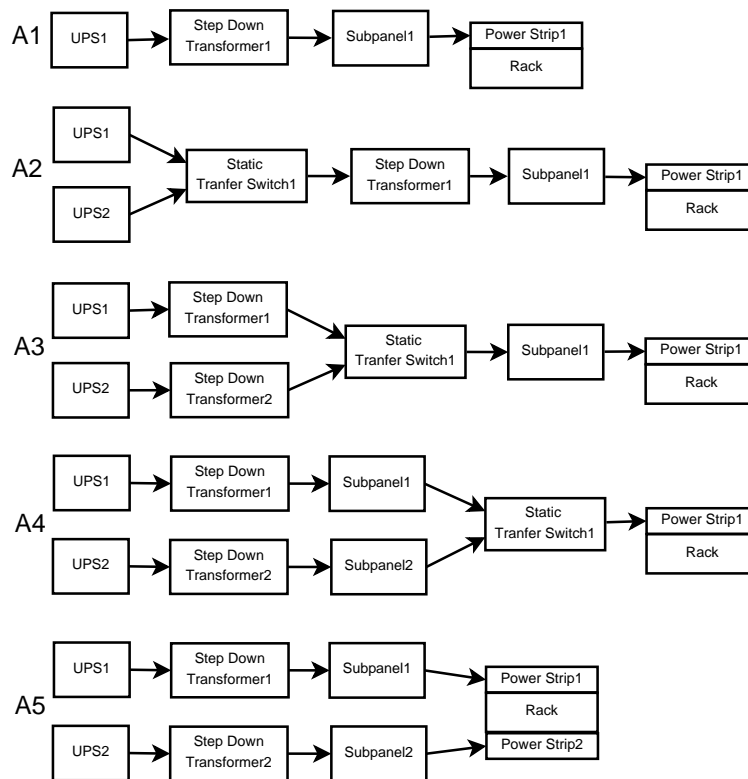 A1
UPS1
Step Down
Transformer1
Subpanel1
Power Strip1
Rack
A2
UPS1
UPS2
Static
Tranfer Switch1
Step Down
Transformer1
Subpanel1
Power Strip1
Rack
A3
UPS1
Step Down
Transformer1
UPS2
Step Down
Transformer2
Static
Tranfer Switch1
Subpanel1
Power Strip1
Rack
A4
UPS1
Step Down
Transformer1
Subpanel1
UPS2
Step Down
Transformer2
Subpanel2
Static
Tranfer Switch1
Power Strip1
Rack
A5
UPS1
Step Down
Transformer1
Subpanel1
UPS2
Step Down
Transformer2
Subpanel2
Power Strip1
Rack
Power Strip2